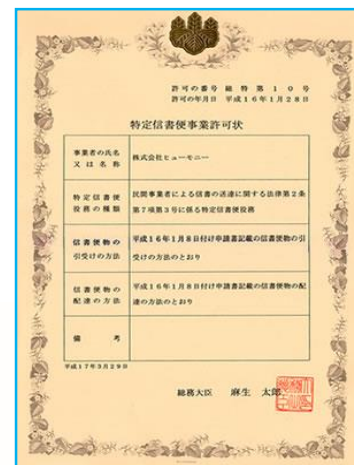 許可の番号 総特第10号
許可の年月日 平成16年1月28日
特定信書便事業許可状
事業者の氏名
又は名称
株式会社ヒューモニー
特定信書便
役務の種類
民間事業者による信書の送達に関する法律第2条
第7項第3号に係る特定信書便役務
信書便物の
引受けの方法
平成16年1月8日付け申請書記載の信書便物の引
受けの方法のとおり
信書便物の
配達の方法
平成16年1月8日付け申請書記載の信書便物の配
達の方法のとおり
備考
平成17年3月29日
総務大臣 麻生 太郎